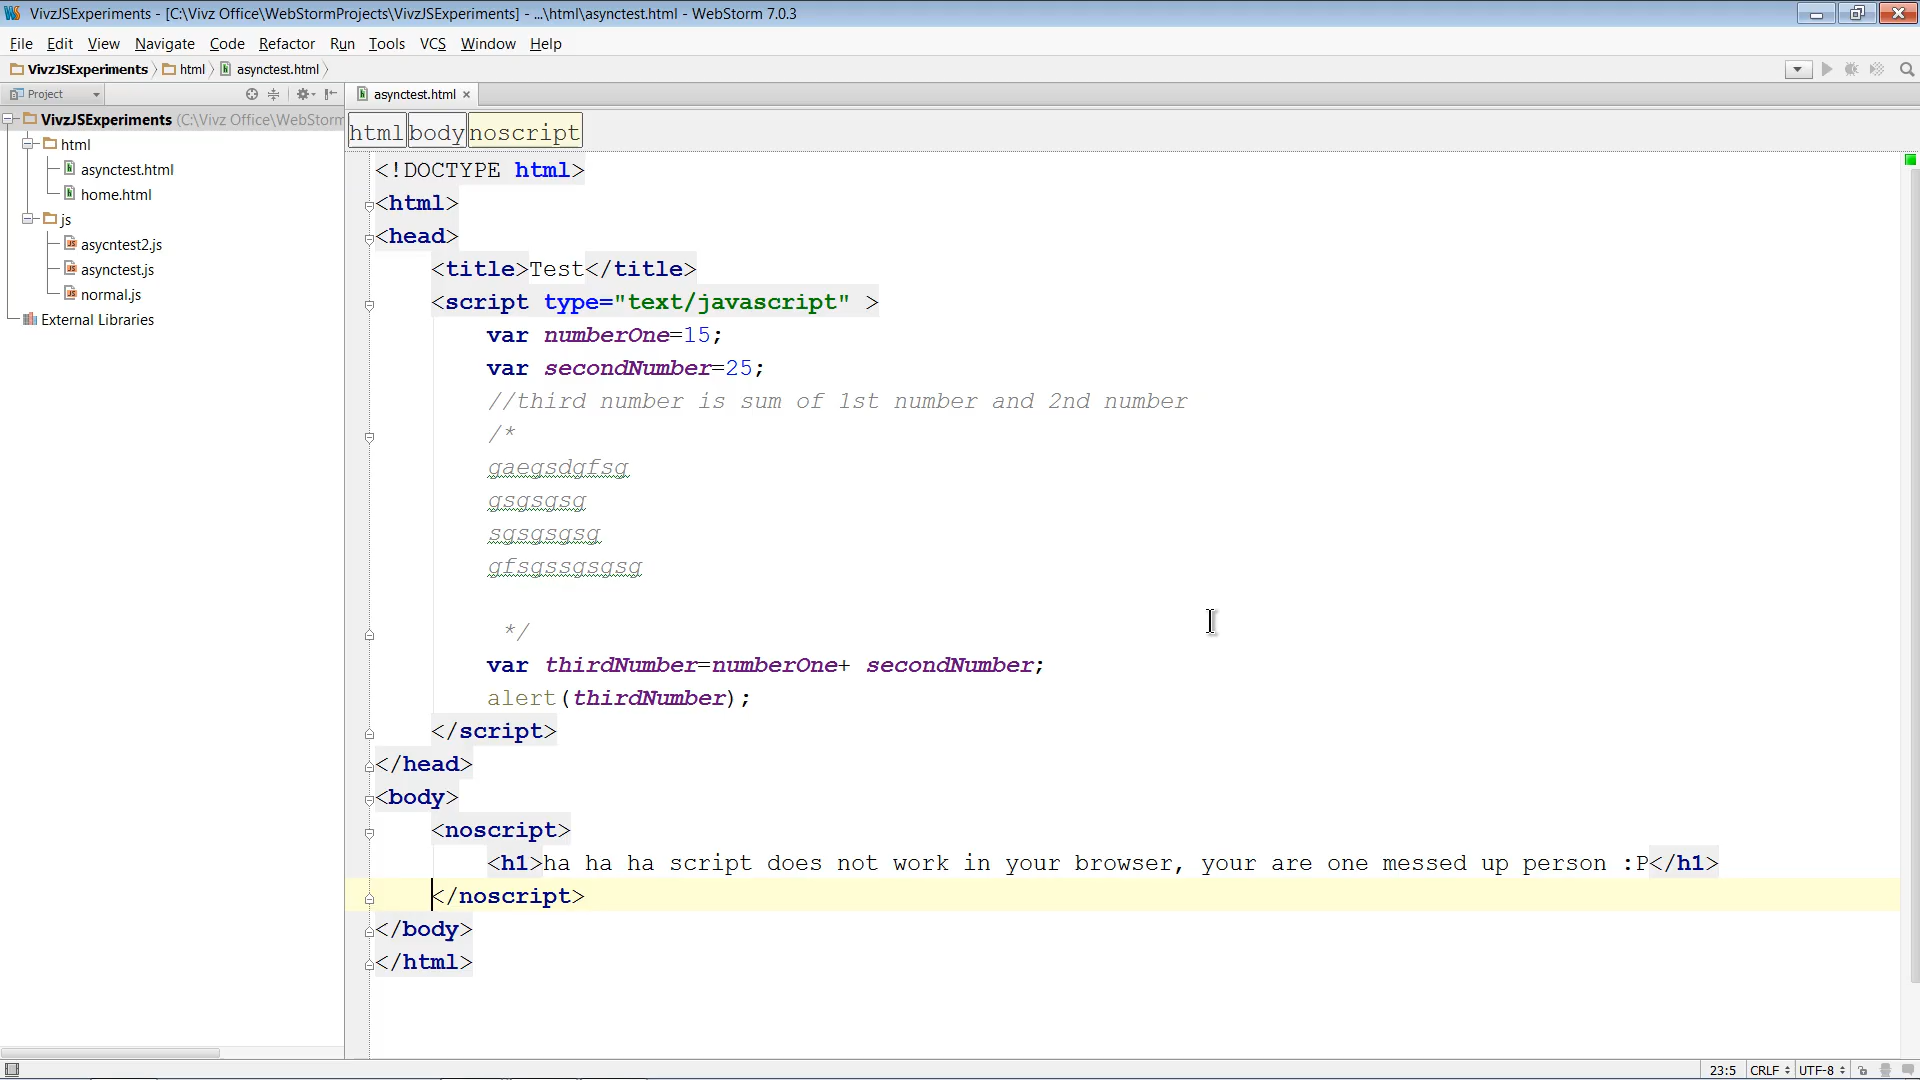 VivzJSExperiments - [C:\Vivz Office\WebStormProjects\VivzJSExperiments] - ...\html\asynctest.html - WebStorm 7.0.3
File Edit View Navigate Code Refactor Run Tools VCS Window Help
VivzJSExperiments html asynctest.html
Project
asynctest.html
VivzJSExperiments (C:\Vivz Office\WebStorm
html
asynctest.html
home.html
js
asycntest2.js
asynctest.js
normal.js
External Libraries
html body noscript
<!DOCTYPE html>
<html>
<head>
<title>Test</title>
<script type="text/javascript" >
var numberOne=15;
var secondNumber=25;
//third number is sum of 1st number and 2nd number
/*
gaegsdgfsg
gsgsgsg
sgsgsgsg
gfsgssgsgsg
*/
var thirdNumber=numberOne+ secondNumber;
alert(thirdNumber);
</script>
</head>
<body>
<noscript>
<h1>ha ha ha script does not work in your browser, your are one messed up person :P</h1>
</noscript>
</body>
</html>
23:5 CRLF UTF-8